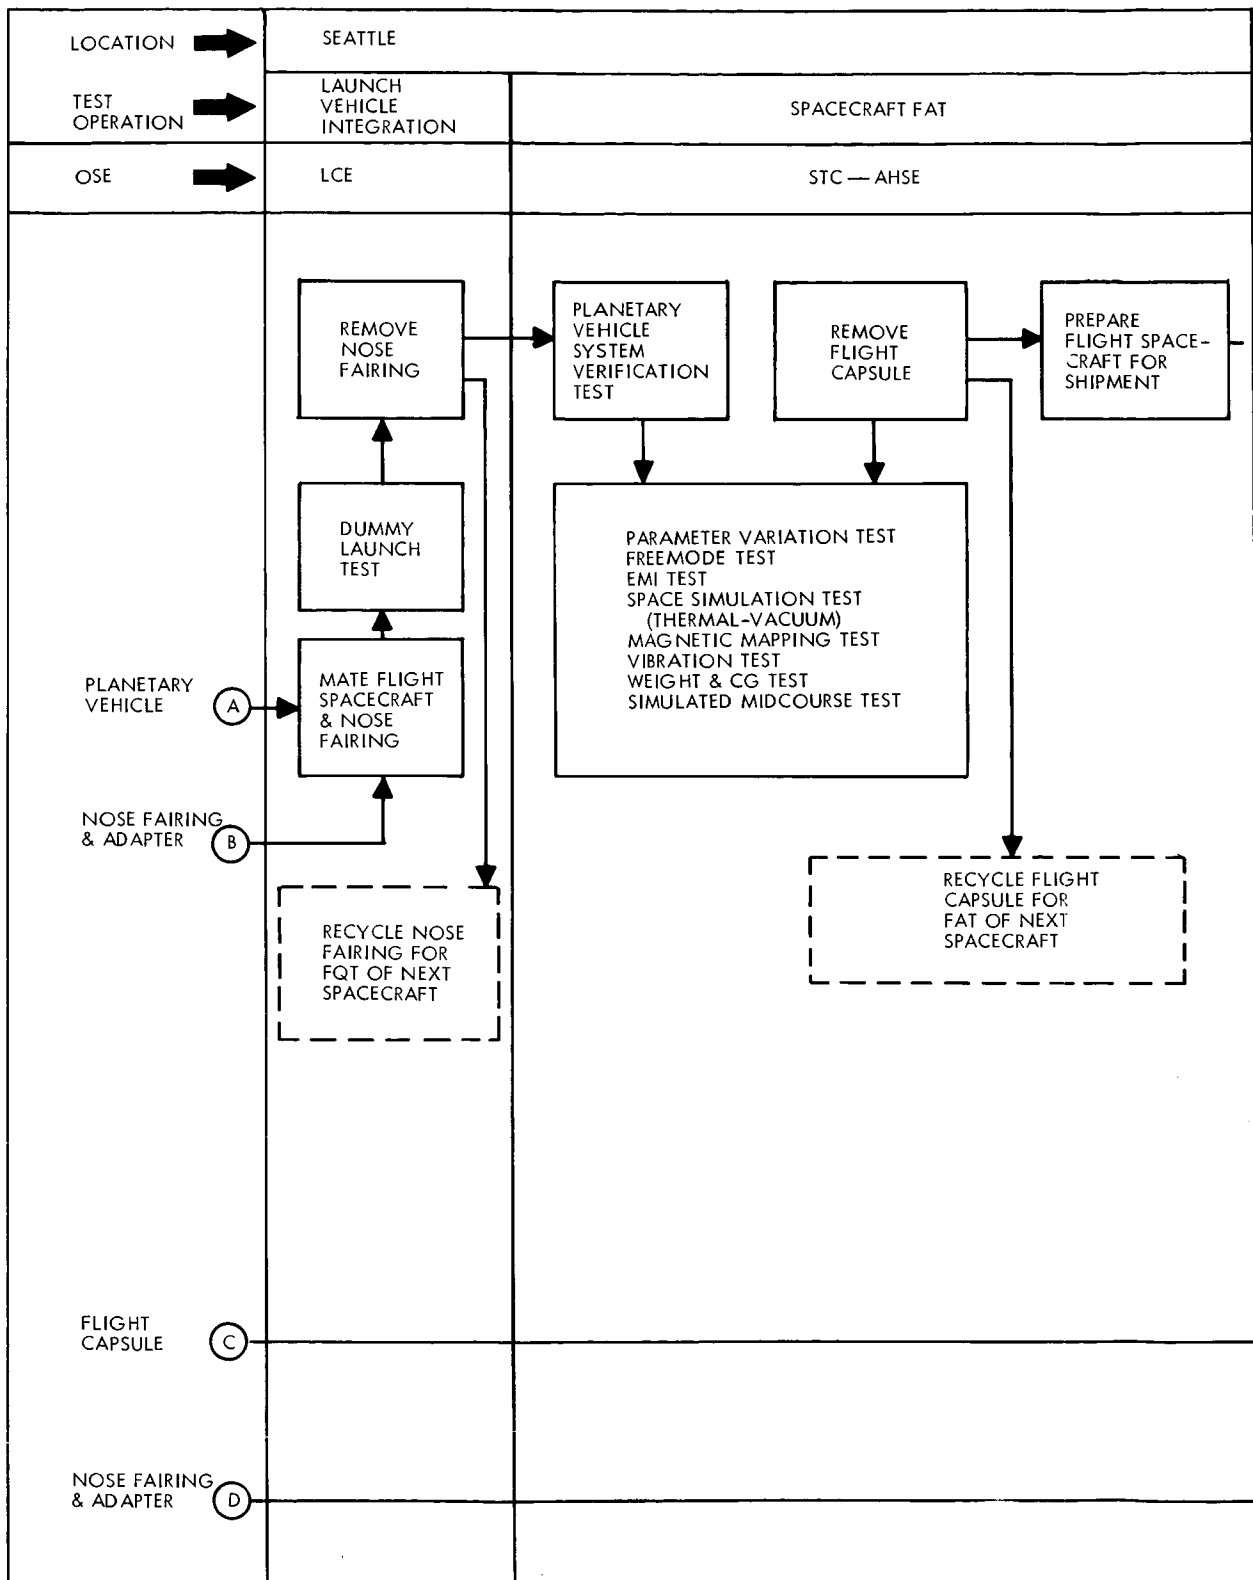 LOCATION
SEATTLE
TEST
OPERATION
LAUNCH
VEHICLE
INTEGRATION
SPACECRAFT FAT
OSE
LCE
STC — AHSE
REMOVE
NOSE
FAIRING
PLANETARY
VEHICLE
SYSTEM
VERIFICATION
TEST
REMOVE
FLIGHT
CAPSULE
PREPARE
FLIGHT SPACE-
CRAFT FOR
SHIPMENT
DUMMY
LAUNCH
TEST
PARAMETER VARIATION TEST
FREEMODE TEST
EMI TEST
SPACE SIMULATION TEST
(THERMAL-VACUUM)
MAGNETIC MAPPING TEST
VIBRATION TEST
WEIGHT & CG TEST
SIMULATED MIDCOURSE TEST
PLANETARY
VEHICLE
A
MATE FLIGHT
SPACECRAFT
& NOSE
FAIRING
NOSE FAIRING
& ADAPTER
B
RECYCLE NOSE
FAIRING FOR
FQT OF NEXT
SPACECRAFT
RECYCLE FLIGHT
CAPSULE FOR
FAT OF NEXT
SPACECRAFT
FLIGHT
CAPSULE
C
NOSE FAIRING
& ADAPTER
D